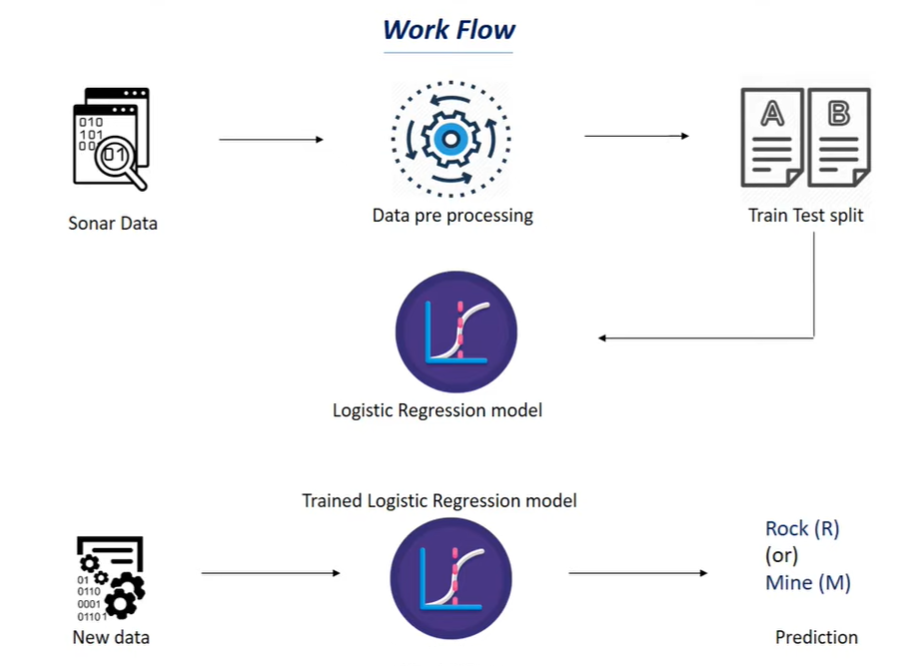 Work Flow
010
101
00
01
A
B
Sonar Data
Data pre processing
Train Test split
Logistic Regression model
Trained Logistic Regression model
01
0110
0001
01101
Rock (R)
(or)
Mine (M)
New data
Prediction